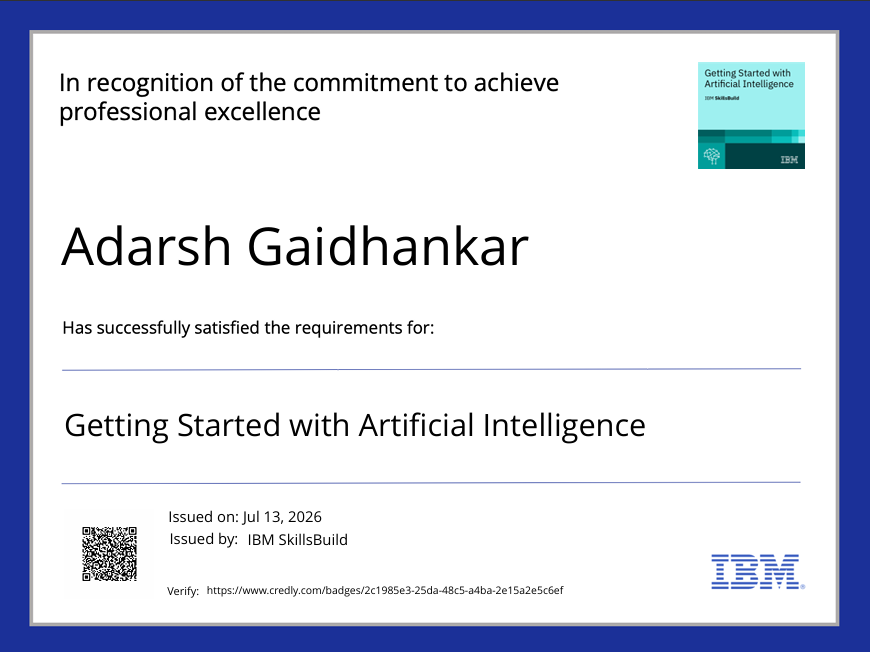 In recognition of the commitment to achieve
professional excellence
Getting Started with
Artificial Intelligence
IBM SkillsBuild
IBM
Adarsh Gaidhankar
Has successfully satisfied the requirements for:
Getting Started with Artificial Intelligence
Issued on: Jul 13, 2026
Issued by: IBM SkillsBuild
Verify: https://www.credly.com/badges/2c1985e3-25da-48c5-a4ba-2e15a2e5c6ef
IBM®